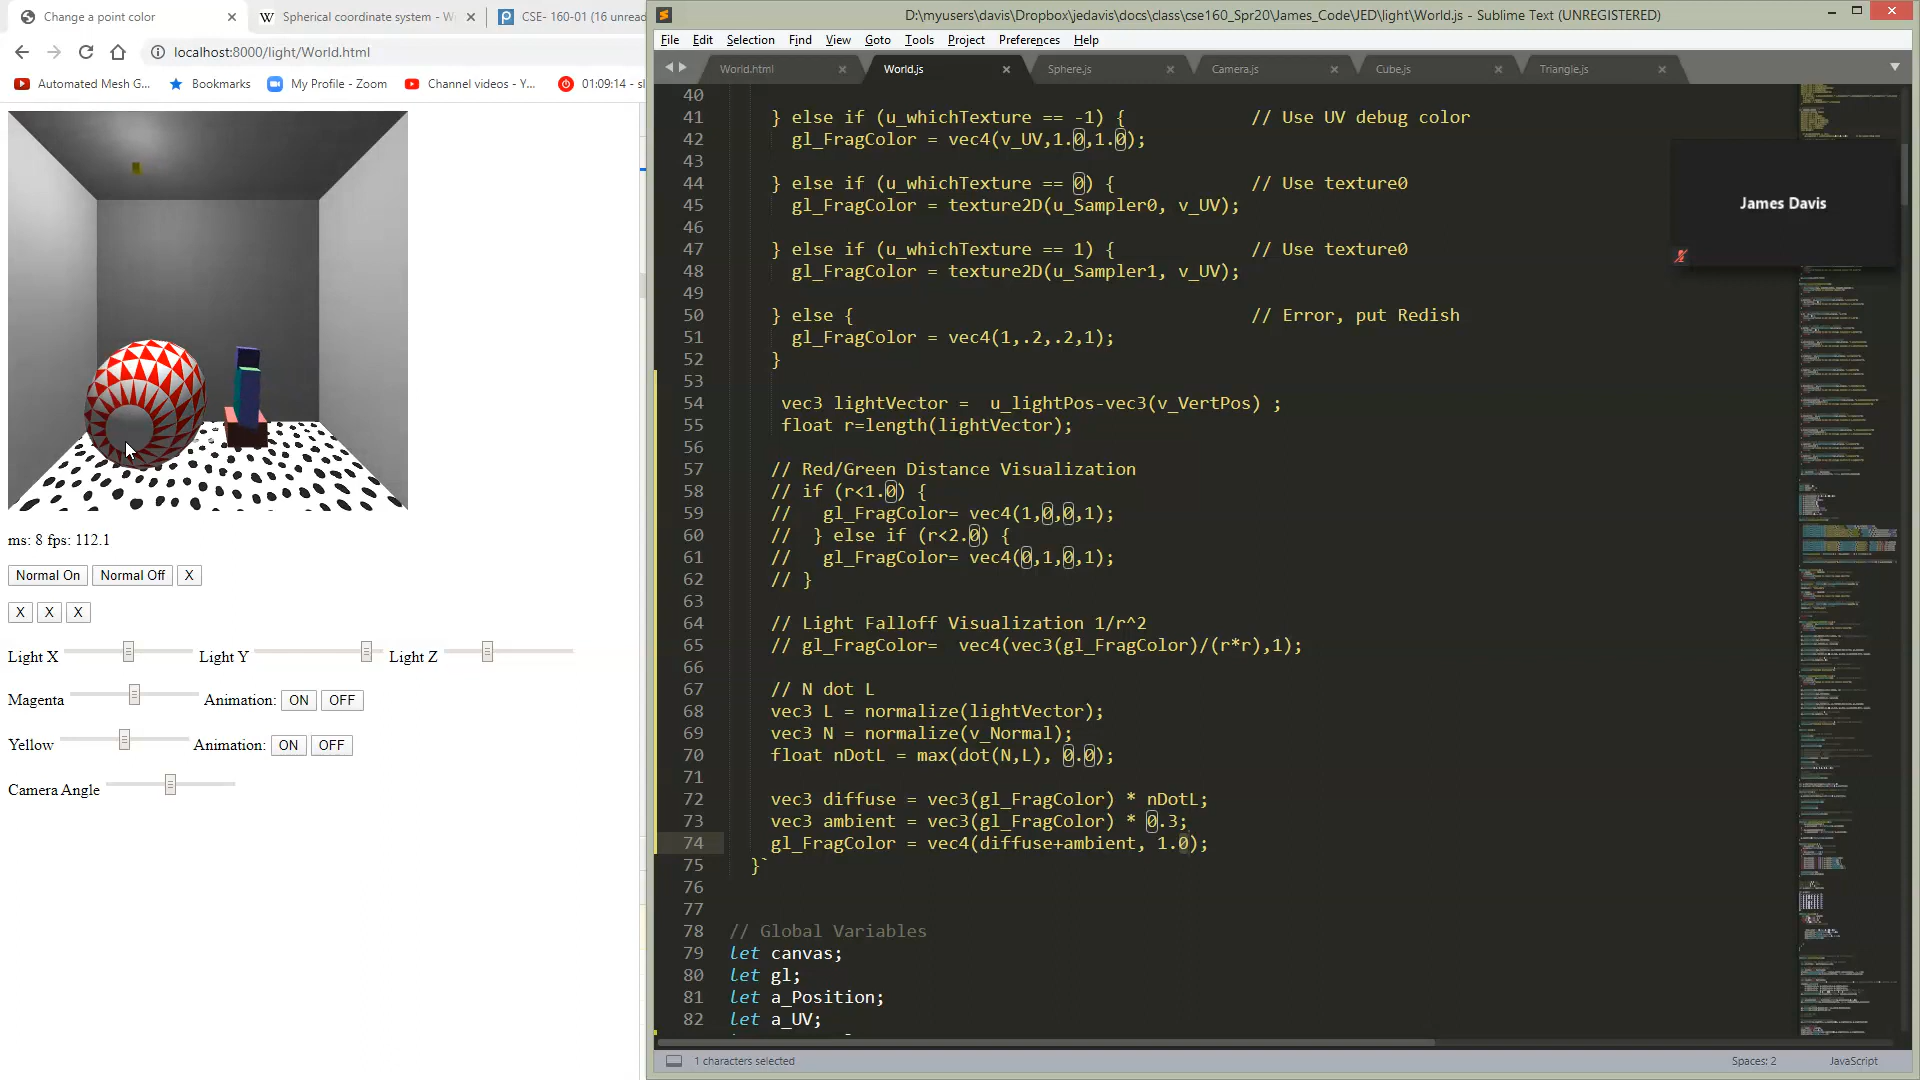 Change a point color
Spherical coordinate system - W
CSE- 160-01 (16 unread
localhost:8000/light/World.html
Automated Mesh G...
Bookmarks
My Profile - Zoom
Channel videos - Y...
01:09:14 - sl
ms: 8 fps: 112.1
Normal On Normal Off X
X X X
Light X Light Y Light Z
Magenta Animation: ON OFF
Yellow Animation: ON OFF
Camera Angle
D:\myusers\davis\Dropbox\jedavis\docs\class\cse160_Spr20\James_Code\JED\light\World.js - Sublime Text (UNREGISTERED)
File Edit Selection Find View Goto Tools Project Preferences Help
World.html World.js Sphere.js Camera.js Cube.js Triangle.js
40
41 } else if (u_whichTexture == -1) { // Use UV debug color
42 gl_FragColor = vec4(v_UV,1.0,1.0);
43
44 } else if (u_whichTexture == 0) { // Use texture0
45 gl_FragColor = texture2D(u_Sampler0, v_UV);
46
47 } else if (u_whichTexture == 1) { // Use texture0
48 gl_FragColor = texture2D(u_Sampler1, v_UV);
49
50 } else { // Error, put Redish
51 gl_FragColor = vec4(1,.2,.2,1);
52 }
53
54 vec3 lightVector = u_lightPos-vec3(v_VertPos) ;
55 float r=length(lightVector);
56
57 // Red/Green Distance Visualization
58 // if (r<1.0) {
59 // gl_FragColor= vec4(1,0,0,1);
60 // } else if (r<2.0) {
61 // gl_FragColor= vec4(0,1,0,1);
62 // }
63
64 // Light Falloff Visualization 1/r^2
65 // gl_FragColor= vec4(vec3(gl_FragColor)/(r*r),1);
66
67 // N dot L
68 vec3 L = normalize(lightVector);
69 vec3 N = normalize(v_Normal);
70 float nDotL = max(dot(N,L), 0.0);
71
72 vec3 diffuse = vec3(gl_FragColor) * nDotL;
73 vec3 ambient = vec3(gl_FragColor) * 0.3;
74 gl_FragColor = vec4(diffuse+ambient, 1.0);
75 }`
76
77
78 // Global Variables
79 let canvas;
80 let gl;
81 let a_Position;
82 let a_UV;
James Davis
1 characters selected
Spaces: 2
JavaScript